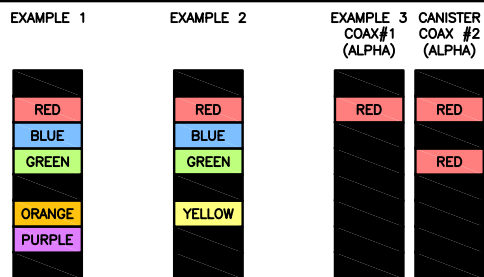 EXAMPLE 1
RED
BLUE
GREEN
ORANGE
PURPLE
EXAMPLE 2
RED
BLUE
GREEN
YELLOW
EXAMPLE 3 CANISTER
COAX#1 COAX #2
(ALPHA) (ALPHA)
RED RED
RED